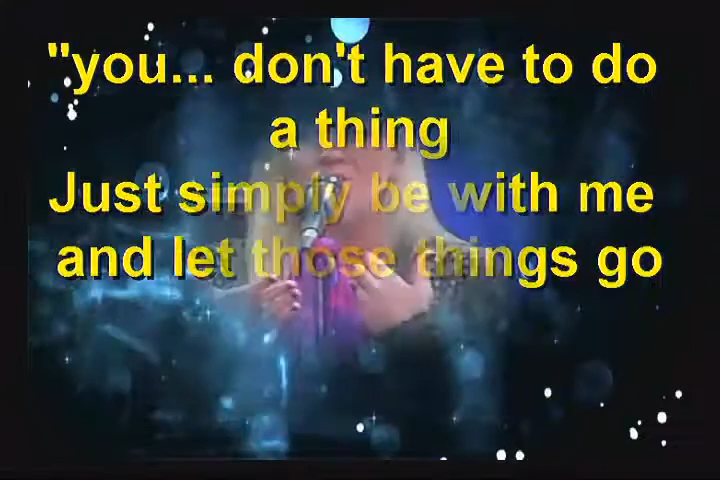 "you... don't have to do
a thing
Just simply be with me
and let those things go